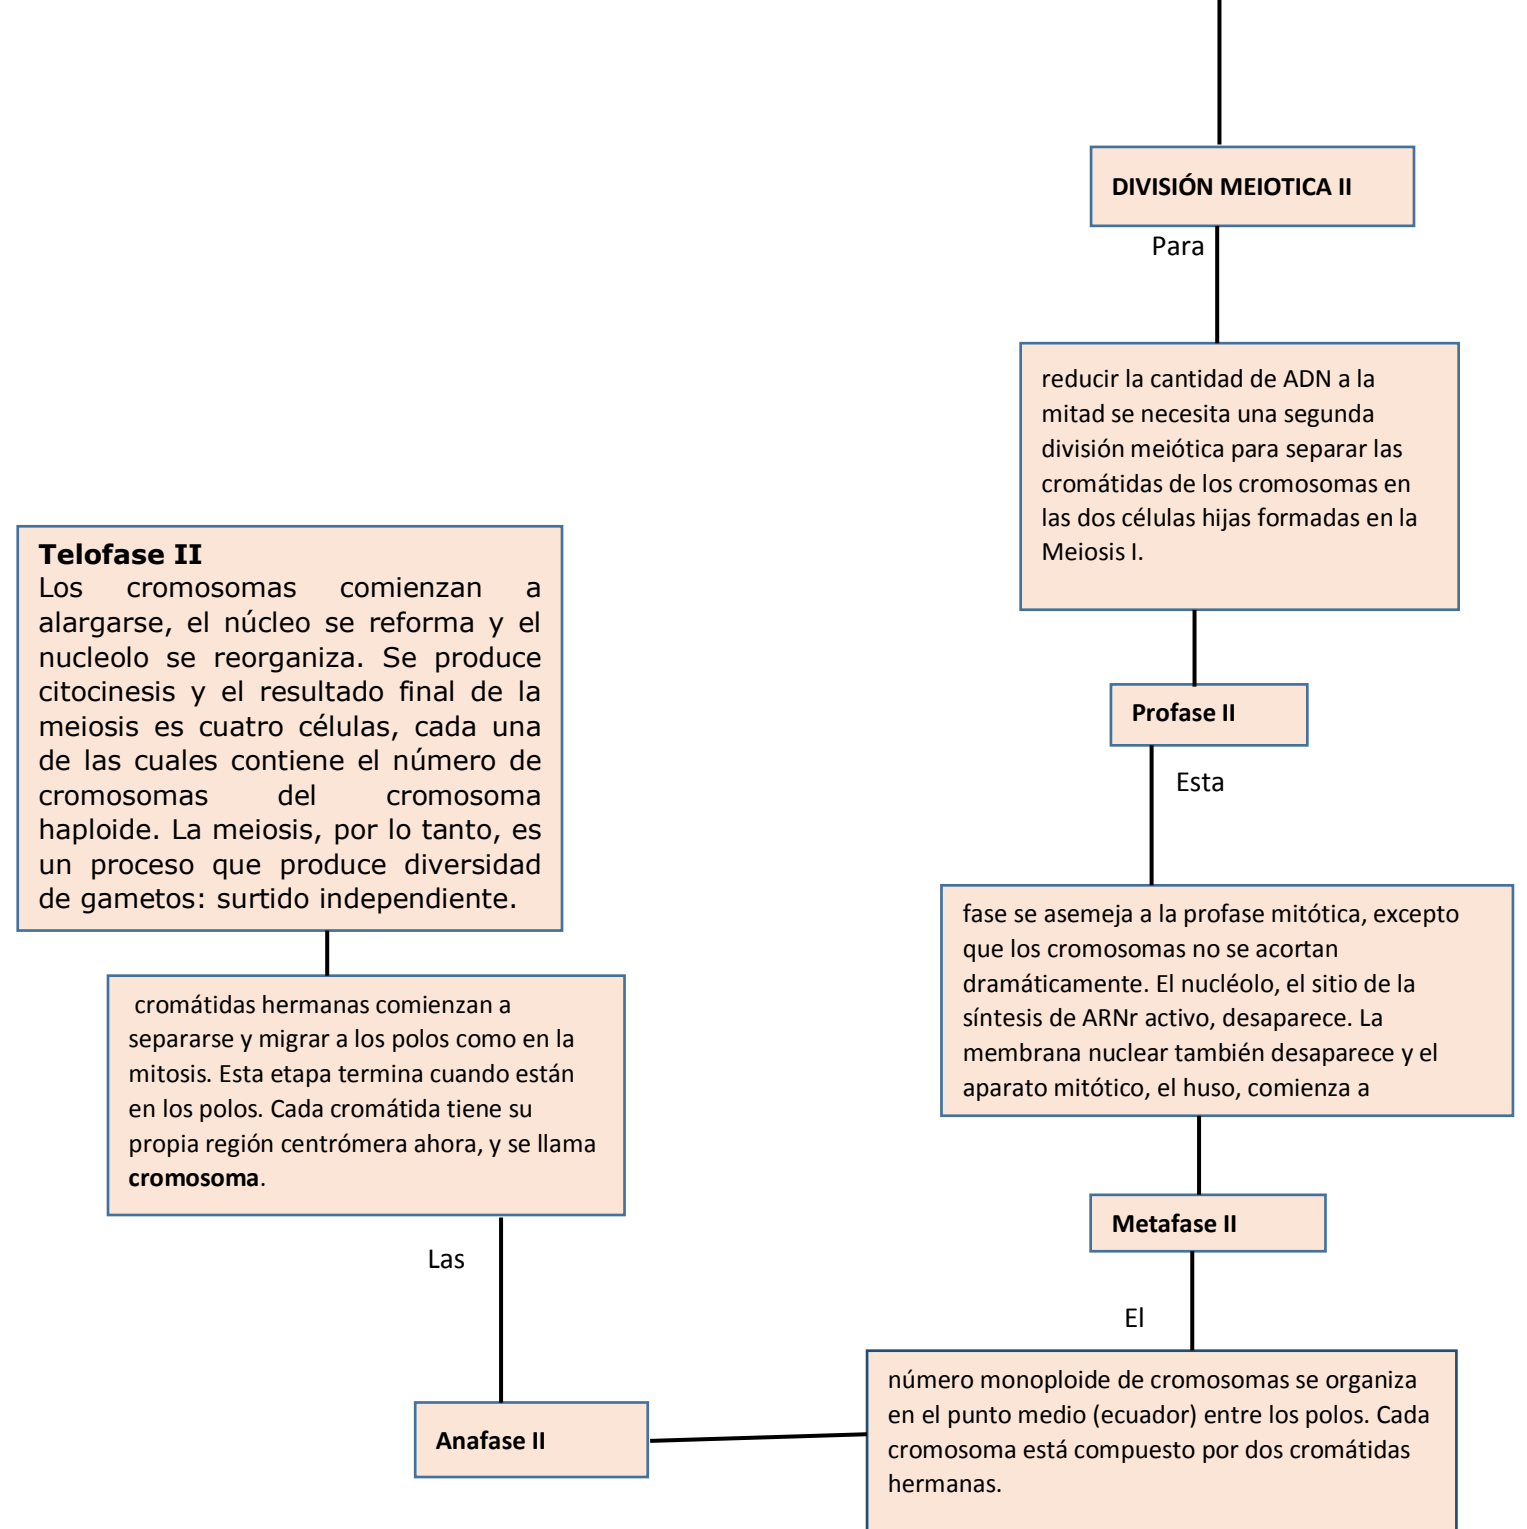 DIVISIÓN MEIOTICA II
Para
reducir la cantidad de ADN a la
mitad se necesita una segunda
división meiótica para separar las
cromátidas de los cromosomas en
las dos células hijas formadas en la
Meiosis I.
Profase II
Esta
fase se asemeja a la profase mitótica, excepto
que los cromosomas no se acortan
dramáticamente. El nucléolo, el sitio de la
síntesis de ARNr activo, desaparece. La
membrana nuclear también desaparece y el
aparato mitótico, el huso, comienza a
Metafase II
El
número monoploide de cromosomas se organiza
en el punto medio (ecuador) entre los polos. Cada
cromosoma está compuesto por dos cromátidas
hermanas.
Anafase II
Las
cromátidas hermanas comienzan a
separarse y migrar a los polos como en la
mitosis. Esta etapa termina cuando están
en los polos. Cada cromátida tiene su
propia región centrómera ahora, y se llama
cromosoma.
Telofase II
Los cromosomas comienzan a
alargarse, el núcleo se reforma y el
nucleolo se reorganiza. Se produce
citocinesis y el resultado final de la
meiosis es cuatro células, cada una
de las cuales contiene el número de
cromosomas del cromosoma
haploide. La meiosis, por lo tanto, es
un proceso que produce diversidad
de gametos: surtido independiente.